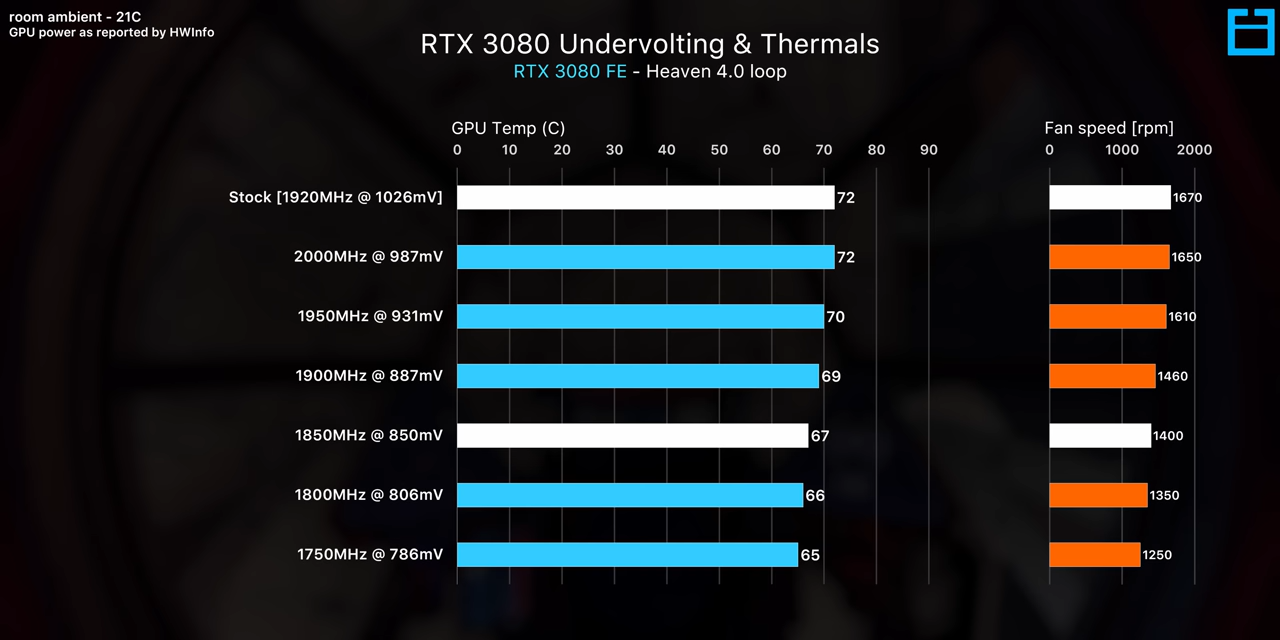 room ambient - 21C
GPU power as reported by HWInfo
RTX 3080 Undervolting & Thermals
RTX 3080 FE - Heaven 4.0 loop
GPU Temp (C) Fan speed [rpm]
0 10 20 30 40 50 60 70 80 90 0 1000 2000
Stock [1920MHz @ 1026mV] 72 1670
2000MHz @ 987mV 72 1650
1950MHz @ 931mV 70 1610
1900MHz @ 887mV 69 1460
1850MHz @ 850mV 67 1400
1800MHz @ 806mV 66 1350
1750MHz @ 786mV 65 1250